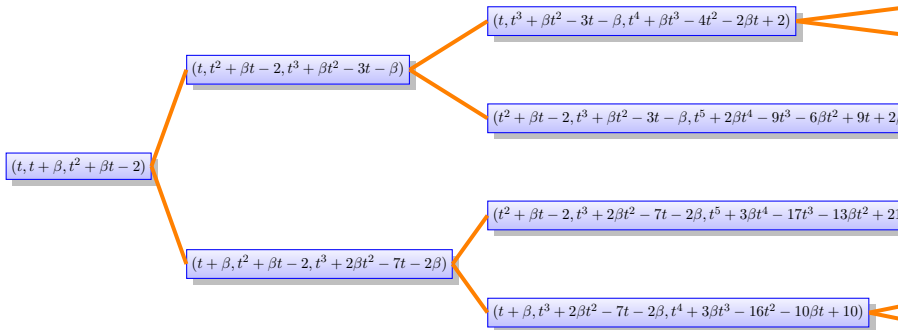 (t, t³ + βt² − 3t − β, t⁴ + βt³ − 4t² − 2βt + 2)
(t, t² + βt − 2, t³ + βt² − 3t − β)
(t² + βt − 2, t³ + βt² − 3t − β, t⁵ + 2βt⁴ − 9t³ − 6βt² + 9t + 2
(t, t + β, t² + βt − 2)
(t² + βt − 2, t³ + 2βt² − 7t − 2β, t⁵ + 3βt⁴ − 17t³ − 13βt² + 21
(t + β, t² + βt − 2, t³ + 2βt² − 7t − 2β)
(t + β, t³ + 2βt² − 7t − 2β, t⁴ + 3βt³ − 16t² − 10βt + 10)